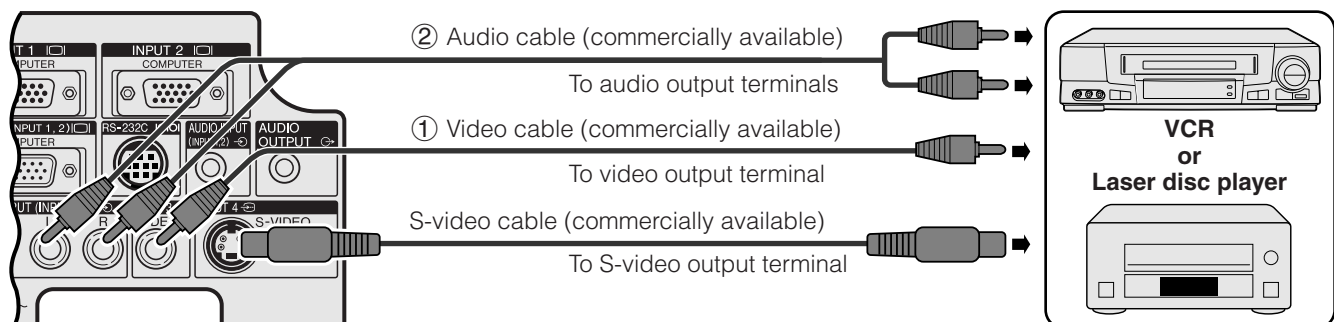 ② Audio cable (commercially available)
To audio output terminals
① Video cable (commercially available)
To video output terminal
S-video cable (commercially available)
To S-video output terminal
VCR
or
Laser disc player
INPUT 2
COMPUTER
RS-232C
AUDIO INPUT
AUDIO
OUTPUT
S-VIDEO
R